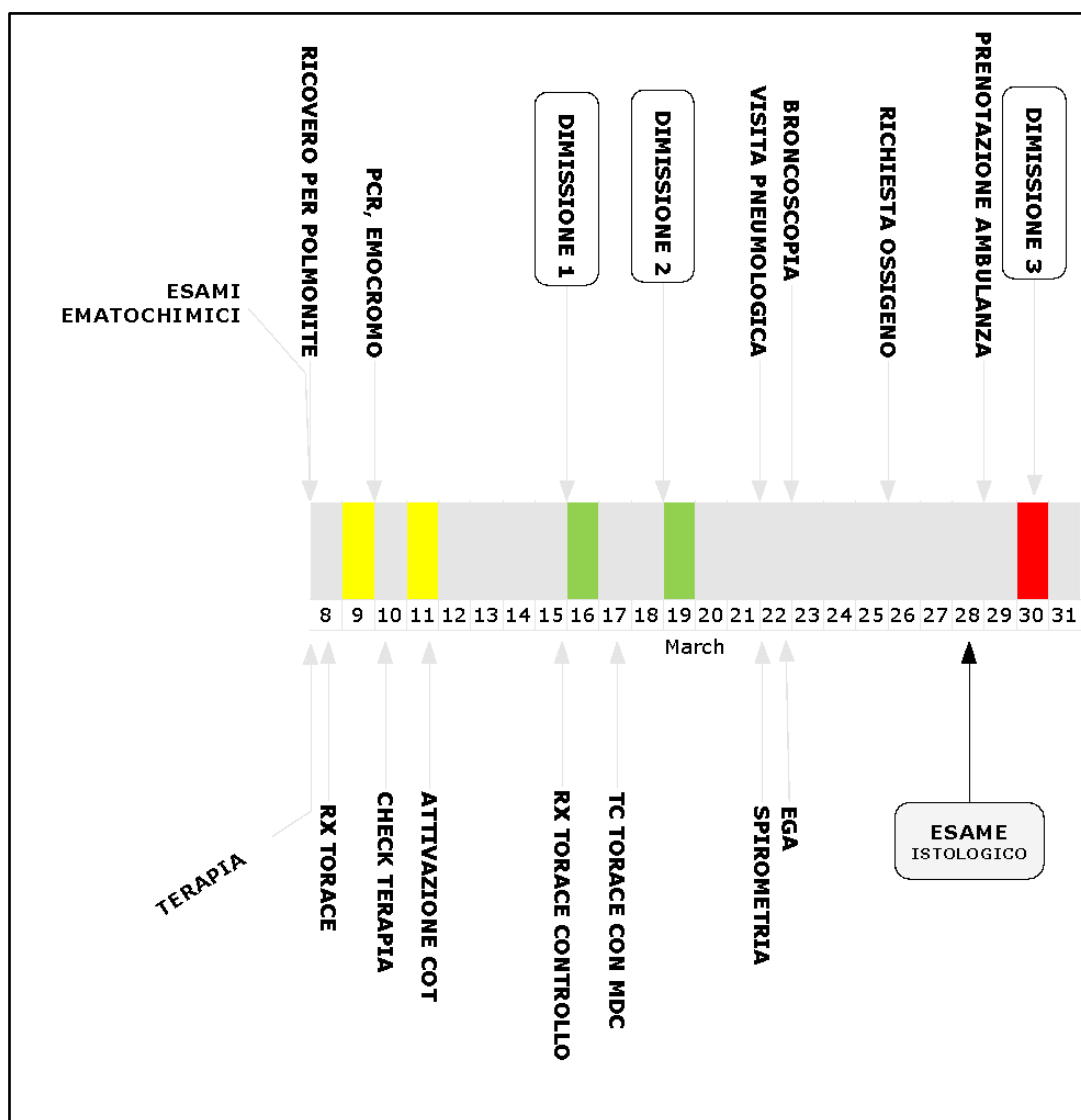 RICOVERO PER POLMONITE
ESAMI
EMATOCHIMICI
PCR, EMOCROMO
DIMISSIONE 1
DIMISSIONE 2
VISITA PNEUMOLOGICA
BRONCOSCOPIA
RICHIESTA OSSIGENO
PRENOTAZIONE AMBULANZA
DIMISSIONE 3
8 9 10 11 12 13 14 15 16 17 18 19 20 21 22 23 24 25 26 27 28 29 30 31
March
TERAPIA
RX TORACE
CHECK TERAPIA
ATTIVAZIONE COT
RX TORACE CONTROLLO
TC TORACE CON MDC
SPIROMETRIA
EGA
ESAME
ISTOLOGICO